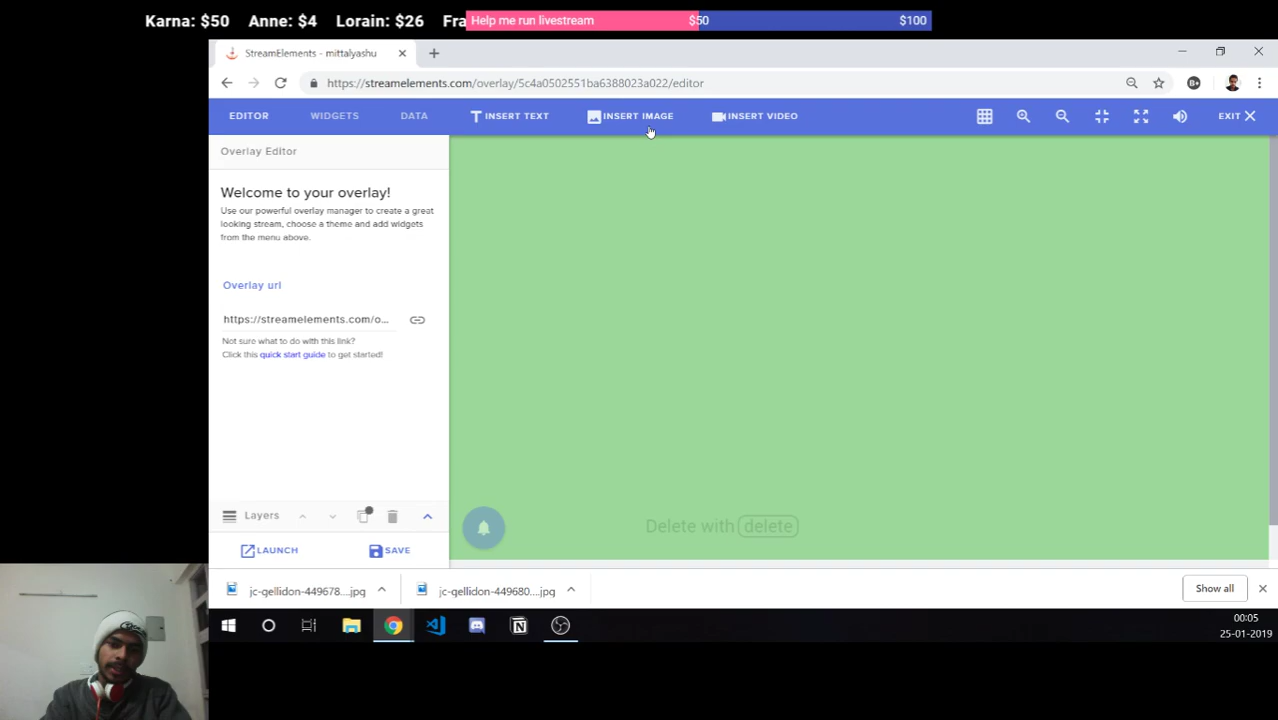 Karna: $50 Anne: $4 Lorain: $26 Fra
Help me run livestream $50 $100
StreamElements - mittalyashu
https://streamelements.com/overlay/5c4a0502551ba6388023a022/editor
EDITOR WIDGETS DATA INSERT TEXT INSERT IMAGE INSERT VIDEO EXIT
Overlay Editor
Welcome to your overlay!
Use our powerful overlay manager to create a great
looking stream, choose a theme and add widgets
from the menu above.
Overlay url
https://streamelements.com/o...
Not sure what to do with this link?
Click this quick start guide to get started!
Delete with delete
Layers
LAUNCH SAVE
jc-gellidon-449678....jpg jc-gellidon-449680....jpg Show all
00:05
25-01-2019